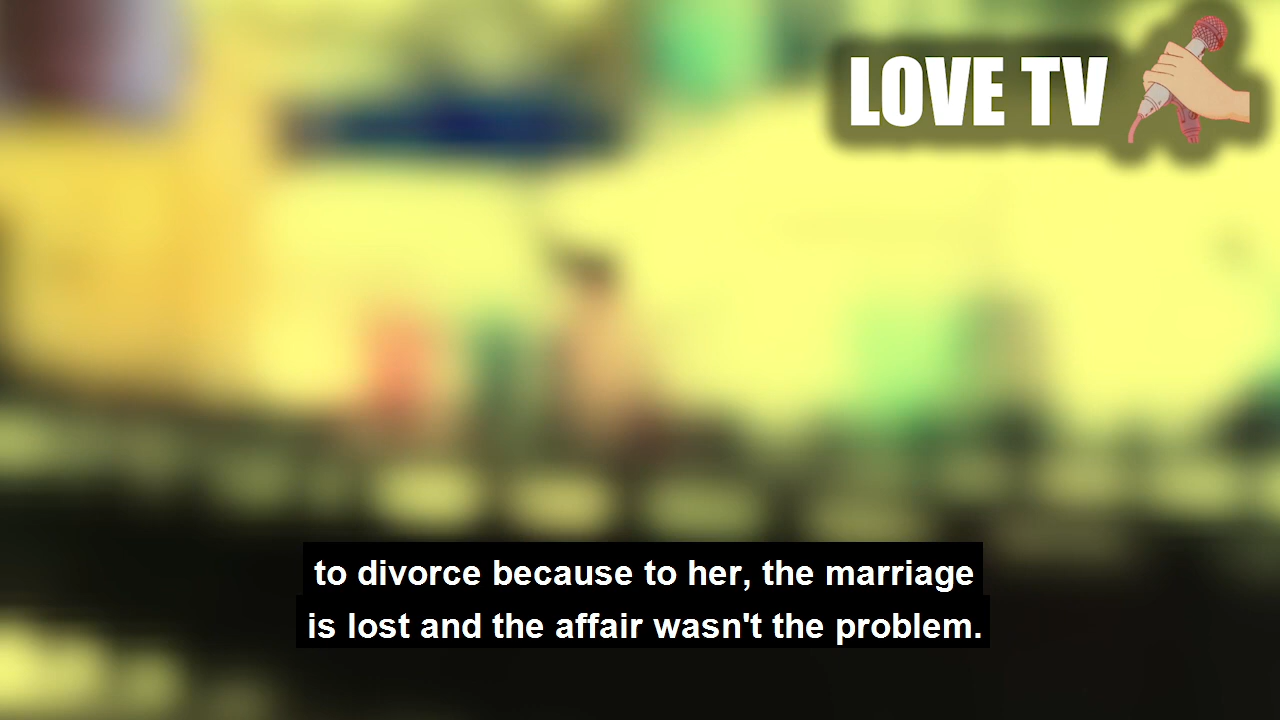 LOVE TV
to divorce because to her, the marriage
is lost and the affair wasn't the problem.